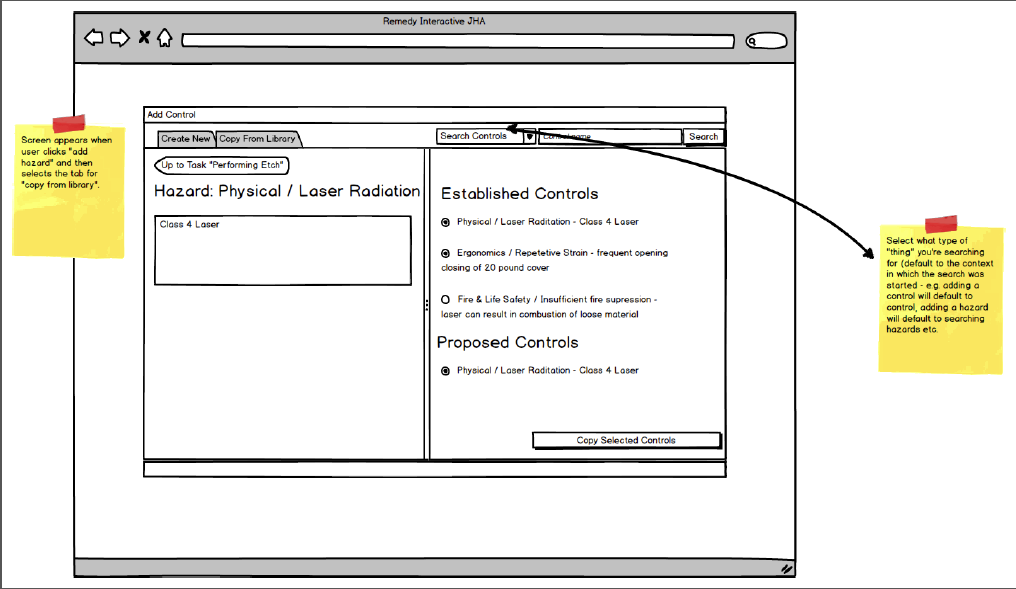 Remedy Interactive JHA
Screen appears when
user clicks "add
hazard" and then
selects the tab for
"copy from library".
Add Control
Create New
Copy From Library
Search Controls
Control name
Search
Up to Task "Performing Etch"
Hazard: Physical / Laser Radiation
Class 4 Laser
Established Controls
Physical / Laser Raditation - Class 4 Laser
Ergonomics / Repetetive Strain - frequent opening
closing of 20 pound cover
Fire & Life Safety / Insufficient fire supression -
laser can result in combustion of loose material
Proposed Controls
Physical / Laser Raditation - Class 4 Laser
Copy Selected Controls
Select what type of
"thing" you're searching
for (default to the context
in which the search was
started - e.g. adding a
control will default to
control, adding a hazard
will default to searching
hazards etc.